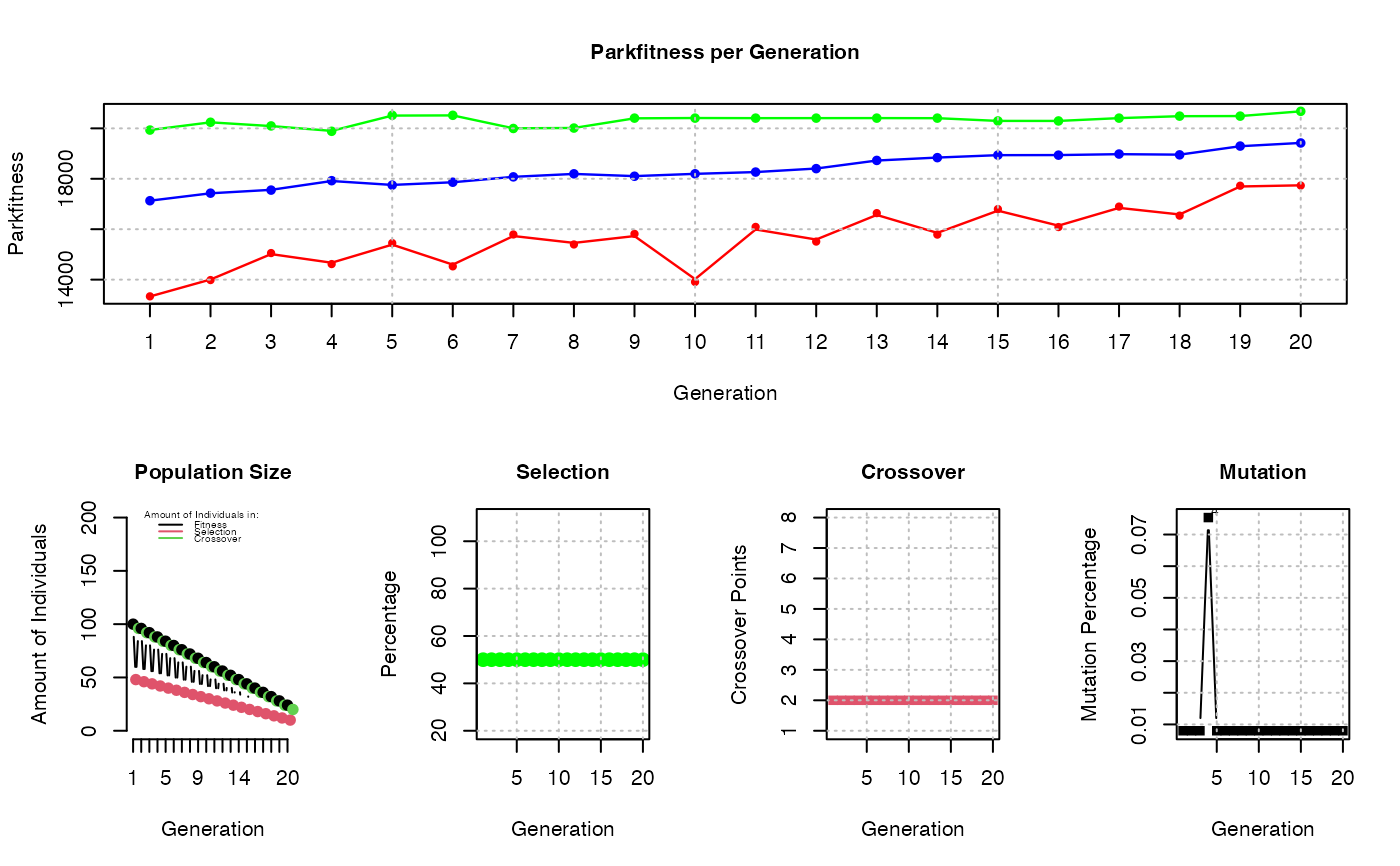 Parkfitness per Generation
Parkfitness
18000
14000
1 2 3 4 5 6 7 8 9 10 11 12 13 14 15 16 17 18 19 20
Generation
Population Size
Amount of Individuals
200
150
100
50
0
Amount of Individuals in:
Fitness
Selection
Crossover
1 5 9 14 20
Generation
Selection
Percentage
100
80
60
40
20
5 10 15 20
Generation
Crossover
Crossover Points
8
7
6
5
4
3
2
1
5 10 15 20
Generation
Mutation
Mutation Percentage
0.07
0.05
0.03
0.01
5 10 15 20
Generation